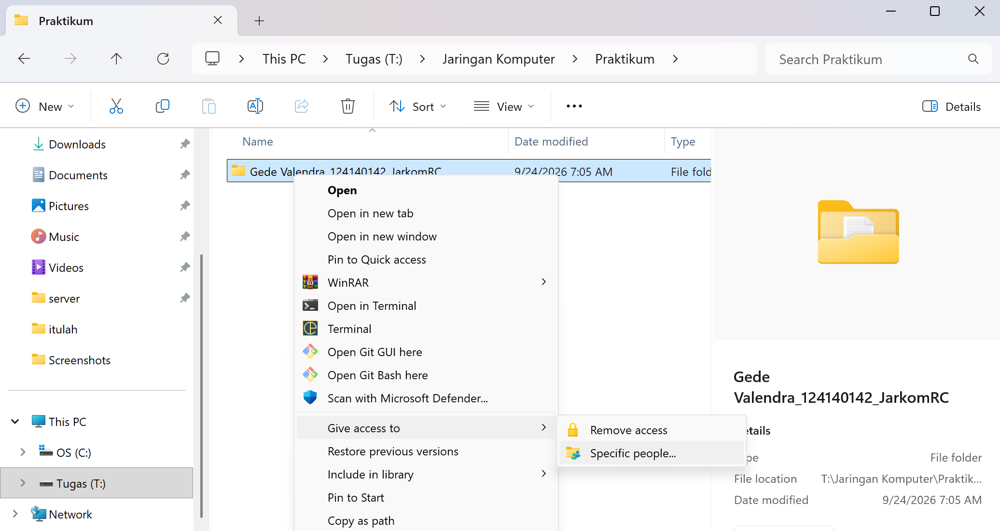 Praktikum
This PC
Tugas (T:)
Jaringan Komputer
Praktikum
Search Praktikum
New
Sort
View
Details
Downloads
Documents
Pictures
Music
Videos
server
itulah
Screenshots
This PC
OS (C:)
Tugas (T:)
Network
Name
Date modified
Type
Gede Valendra_124140142_JarkomRC
9/24/2026 7:05 AM
File fold
Open
Open in new tab
Open in new window
Pin to Quick access
WinRAR
Open in Terminal
Terminal
Open Git GUI here
Open Git Bash here
Scan with Microsoft Defender...
Give access to
Restore previous versions
Include in library
Pin to Start
Copy as path
Remove access
Specific people...
Gede
Valendra_124140142_JarkomRC
etails
pe
File folder
File location
T:\Jaringan Komputer\Praktik...
Date modified
9/24/2026 7:05 AM